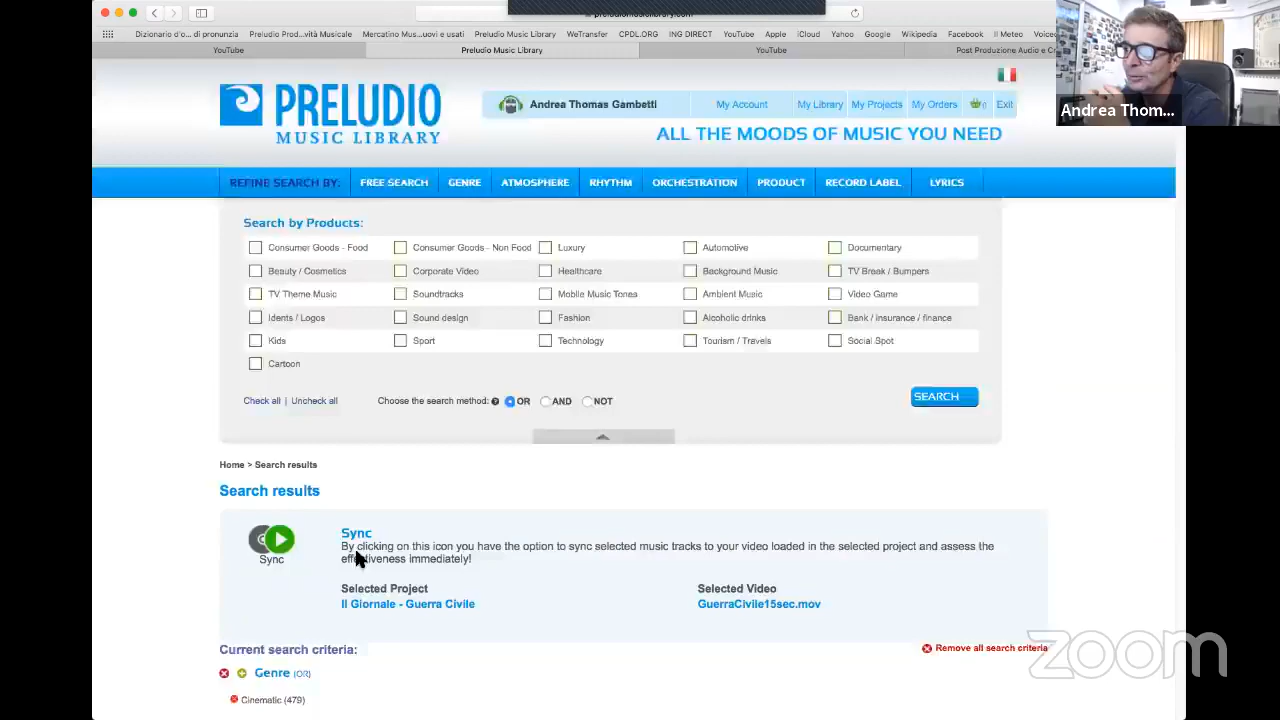 preludiomusiclibrary.com
Dizionario d'o... di pronunzia Preludio Prod...vità Musicale Mercatino Mus...uovi e usati Preludio Music Library WeTransfer CPDL.ORG ING DIRECT YouTube Apple iCloud Yahoo Google Wikipedia Facebook Il Meteo
YouTube Preludio Music Library YouTube Post Produzione Audio e Cr
PRELUDIO
MUSIC LIBRARY
Andrea Thomas Gambetti My Account My Library My Projects My Orders Exit
ALL THE MOODS OF MUSIC YOU NEED
Andrea Thom...
REFINE SEARCH BY: FREE SEARCH GENRE ATMOSPHERE RHYTHM ORCHESTRATION PRODUCT RECORD LABEL LYRICS
Search by Products:
Consumer Goods - Food Consumer Goods - Non Food Luxury Automotive Documentary
Beauty / Cosmetics Corporate Video Healthcare Background Music TV Break / Bumpers
TV Theme Music Soundtracks Mobile Music Tones Ambient Music Video Game
Idents / Logos Sound design Fashion Alcoholic drinks Bank / insurance / finance
Kids Sport Technology Tourism / Travels Social Spot
Cartoon
Check all | Uncheck all Choose the search method: OR AND NOT SEARCH
Home > Search results
Search results
Sync
Sync
By clicking on this icon you have the option to sync selected music tracks to your video loaded in the selected project and assess the
effectiveness immediately!
Selected Project Selected Video
Il Giornale - Guerra Civile GuerraCivile15sec.mov
Current search criteria: Remove all search criteria
Genre (OR)
Cinematic (479)
zoom